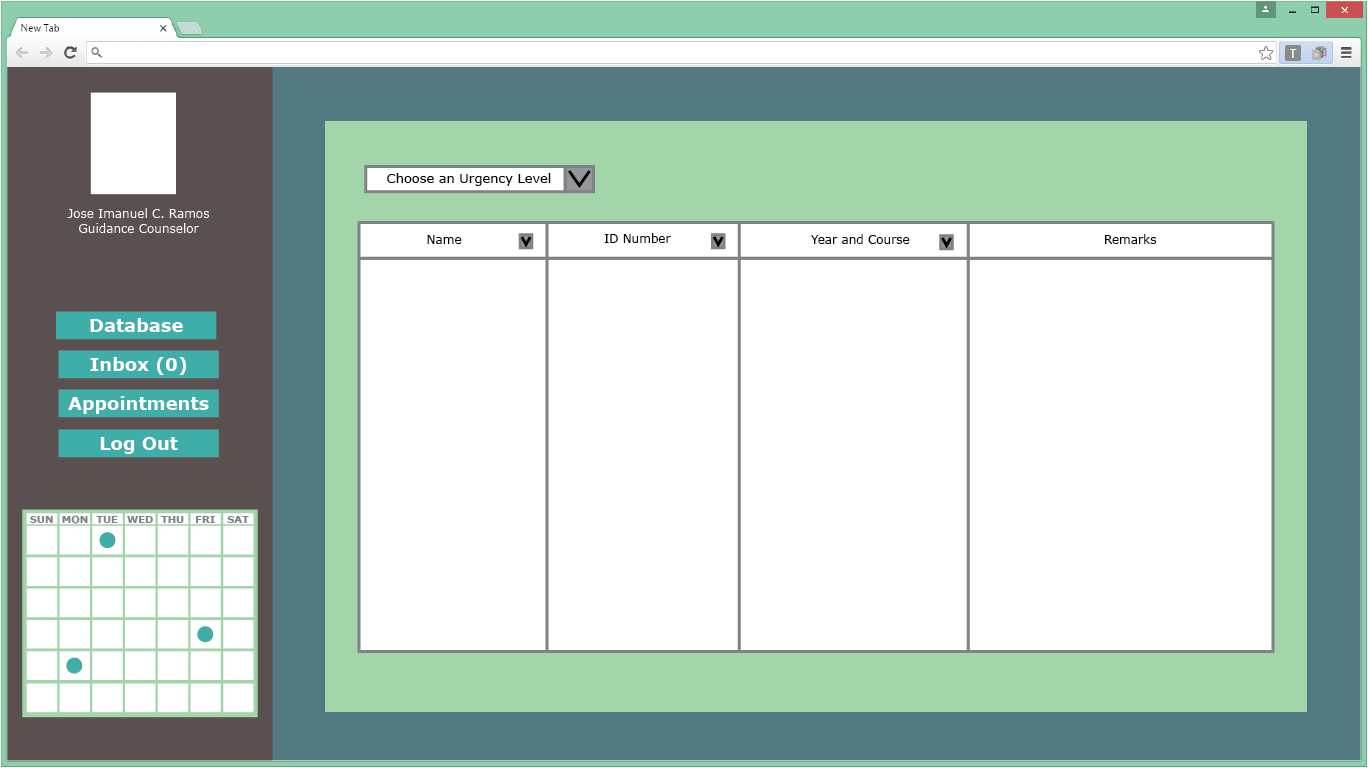 New Tab
T
Jose Imanuel C. Ramos
Guidance Counselor
Database
Inbox (0)
Appointments
Log Out
SUN MON TUE WED THU FRI SAT
Choose an Urgency Level
Name ID Number Year and Course Remarks